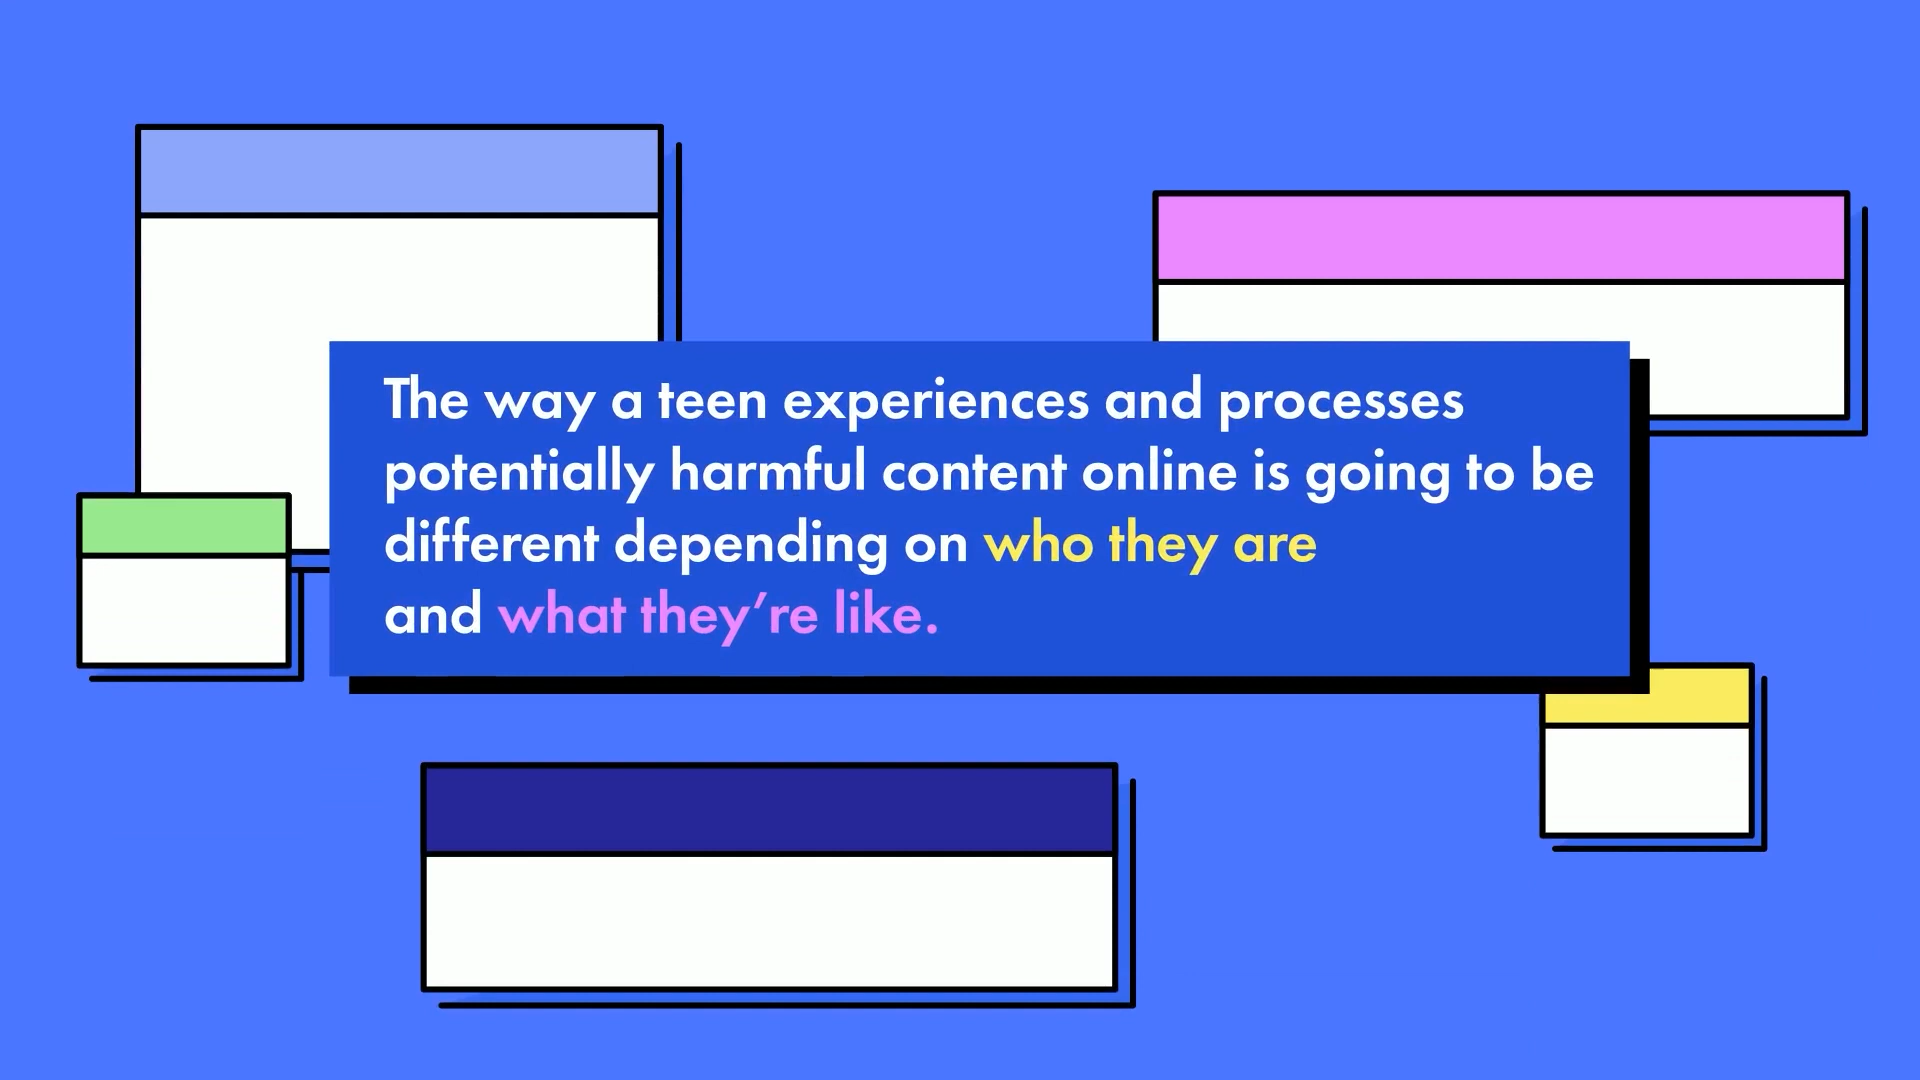 The way a teen experiences and processes
potentially harmful content online is going to be
different depending on who they are
and what they’re like.